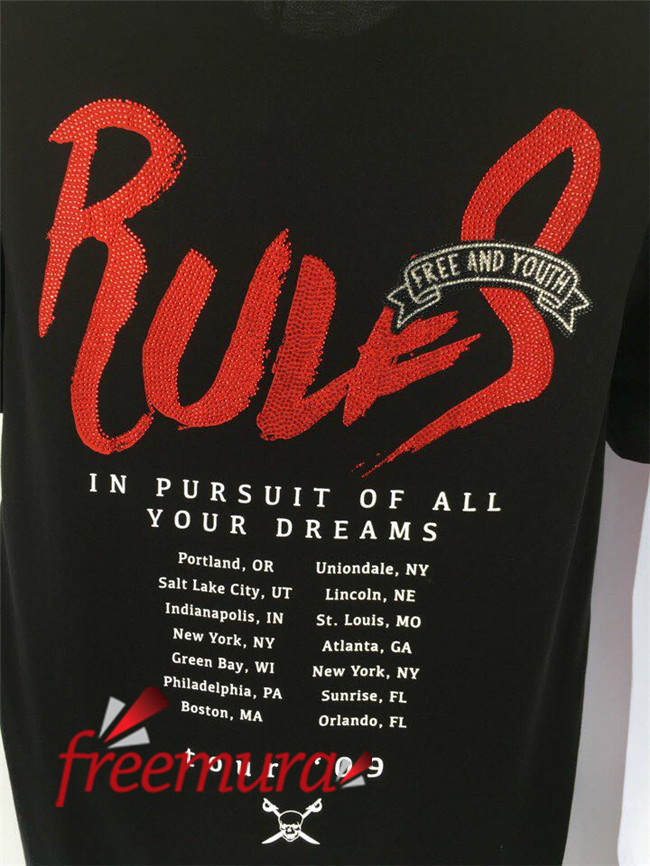 RULES
FREE AND YOUTH
IN PURSUIT OF ALL
YOUR DREAMS
Portland, OR
Salt Lake City, UT
Indianapolis, IN
New York, NY
Green Bay, WI
Philadelphia, PA
Boston, MA
Uniondale, NY
Lincoln, NE
St. Louis, MO
Atlanta, GA
New York, NY
Sunrise, FL
Orlando, FL
tour '09
freemura